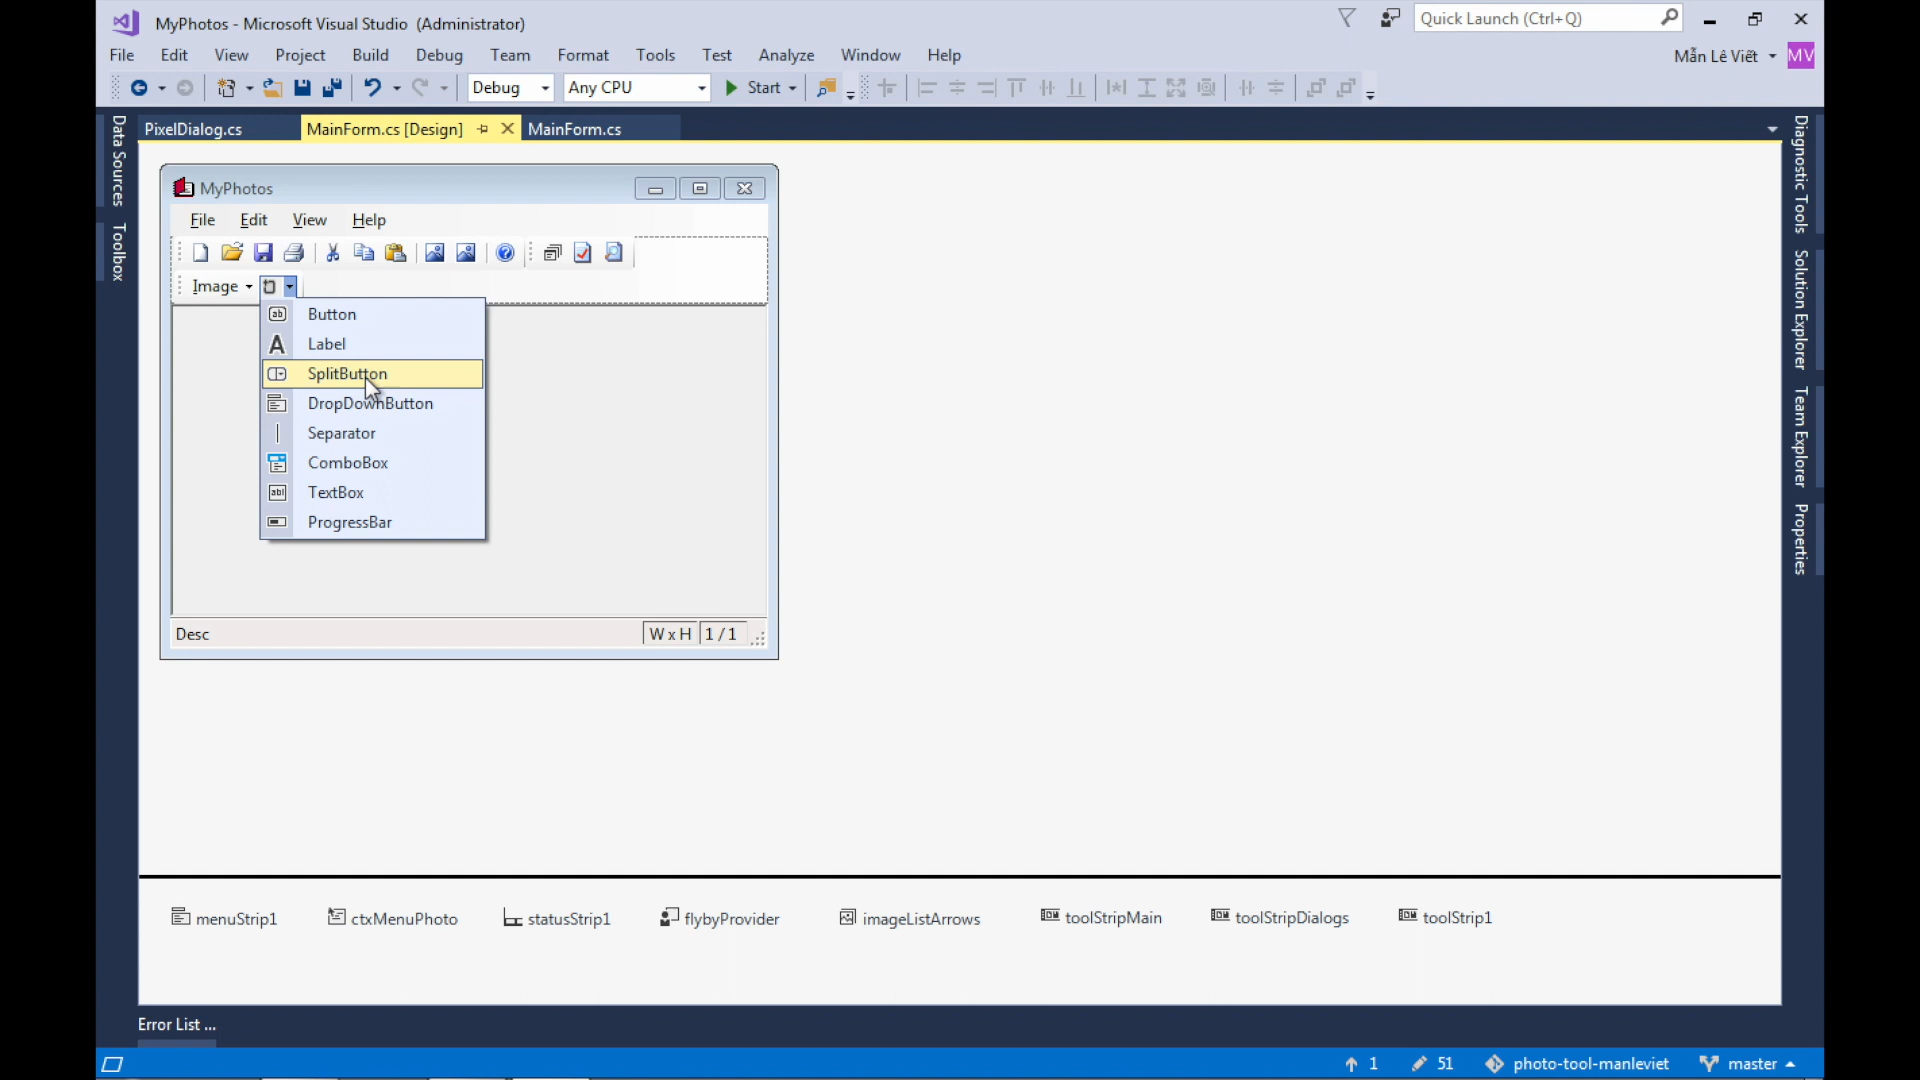 MyPhotos - Microsoft Visual Studio (Administrator)
Quick Launch (Ctrl+Q)
File Edit View Project Build Debug Team Format Tools Test Analyze Window Help
Mẫn Lê Viết
MV
Debug
Any CPU
Start
PixelDialog.cs
MainForm.cs [Design]
MainForm.cs
Data Sources
Toolbox
Diagnostic Tools
Solution Explorer
Team Explorer
Properties
MyPhotos
File Edit View Help
Image
Button
Label
SplitButton
DropDownButton
Separator
ComboBox
TextBox
ProgressBar
Desc
W x H
1 / 1
menuStrip1
ctxMenuPhoto
statusStrip1
flybyProvider
imageListArrows
toolStripMain
toolStripDialogs
toolStrip1
Error List ...
1
51
photo-tool-manleviet
master